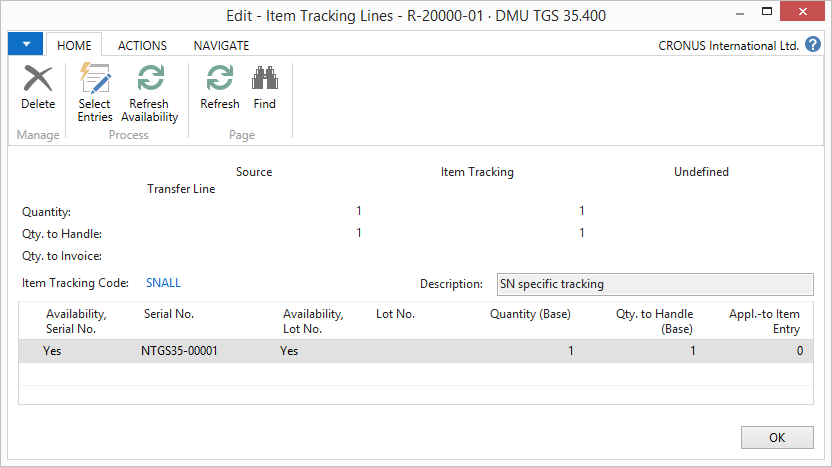 Edit - Item Tracking Lines - R-20000-01 · DMU TGS 35.400
HOME ACTIONS NAVIGATE CRONUS International Ltd. ?
Delete Select Entries Refresh Availability Refresh Find
Manage Process Page
Source Item Tracking Undefined
Transfer Line
Quantity: 1 1
Qty. to Handle: 1 1
Qty. to Invoice:
Item Tracking Code: SNALL Description: SN specific tracking
Availability, Serial No. Serial No. Availability, Lot No. Lot No. Quantity (Base) Qty. to Handle (Base) Appl.-to Item Entry
Yes NTGS35-00001 Yes 1 1 0
OK